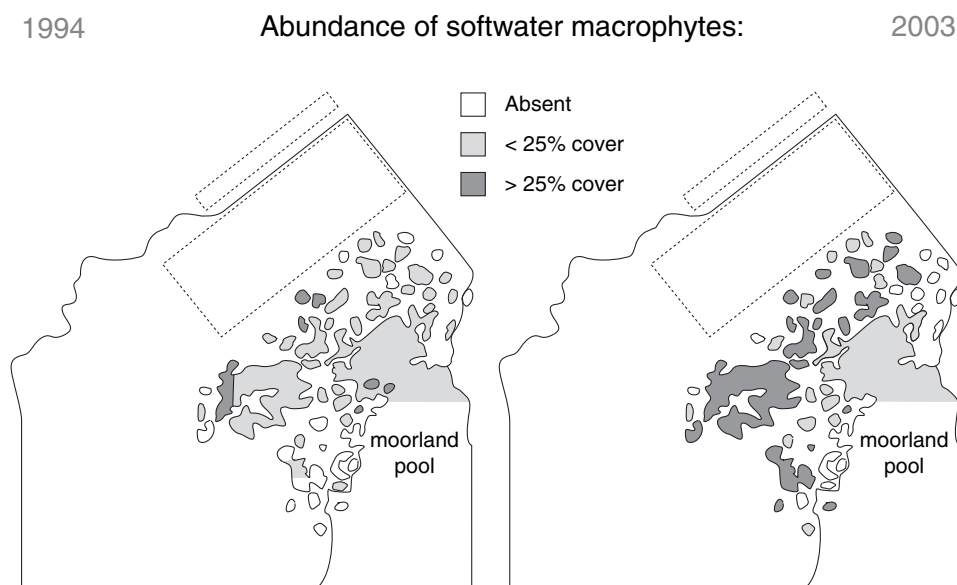 1994 Abundance of softwater macrophytes: 2003
Absent
< 25% cover
> 25% cover
moorland
pool
moorland
pool